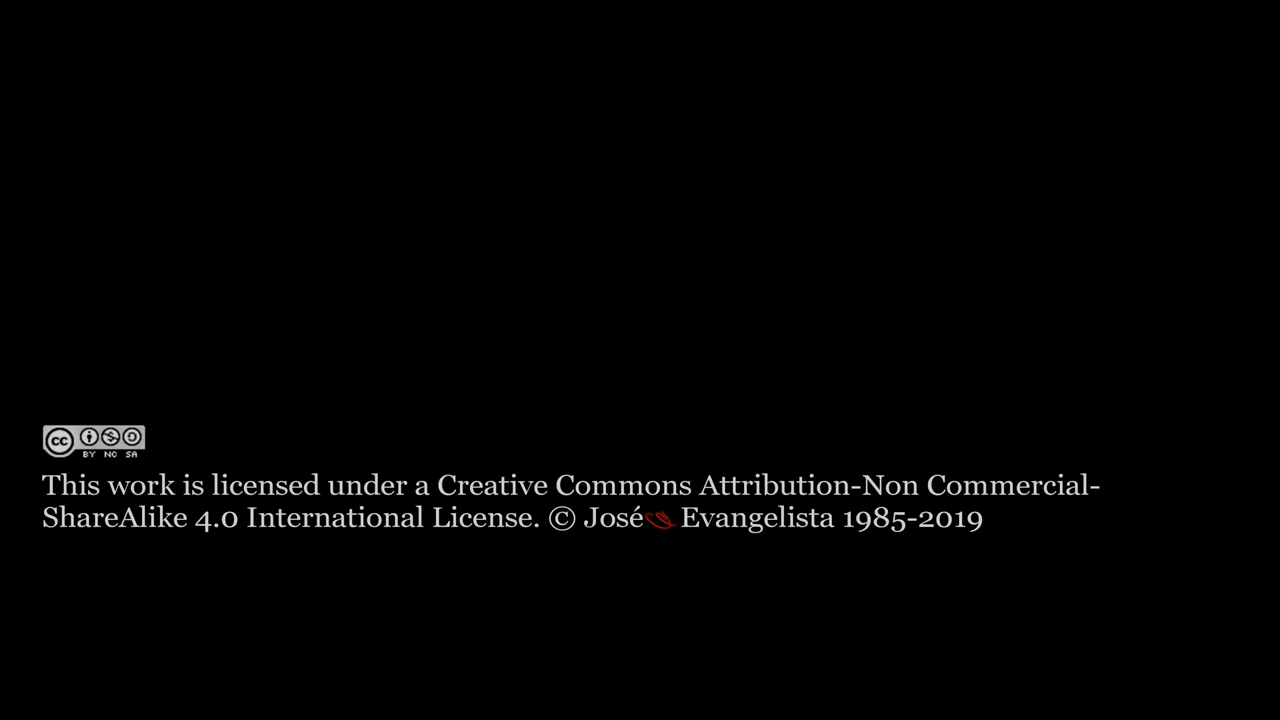 cc BY NC SA
This work is licensed under a Creative Commons Attribution-Non Commercial-
ShareAlike 4.0 International License. © José Evangelista 1985-2019